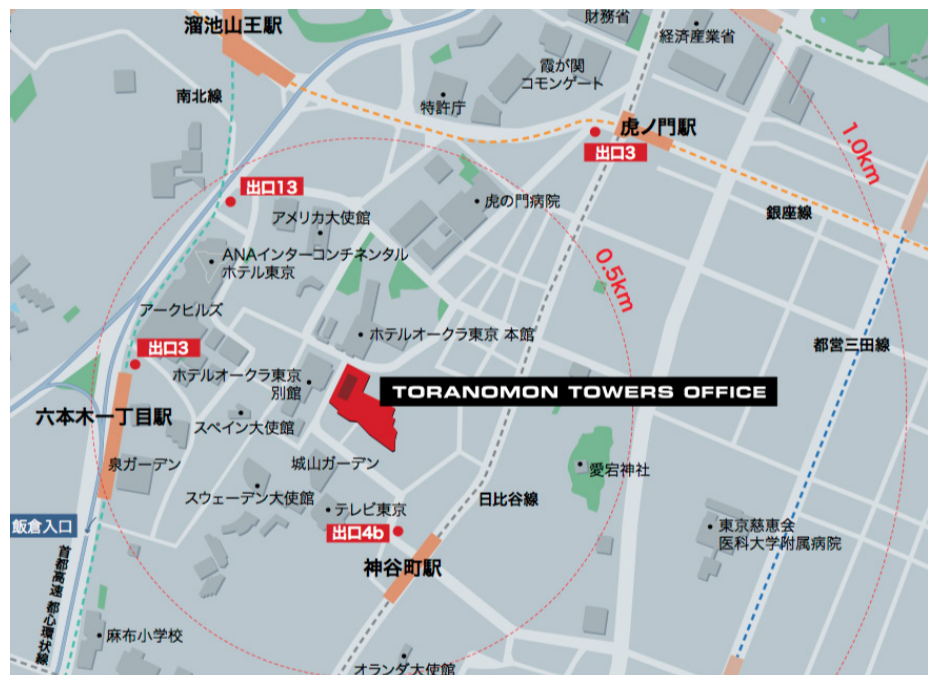 溜池山王駅
財務省
経済産業省
霞が関
コモンゲート
南北線
特許庁
虎ノ門駅
出口3
1.0km
出口13
虎の門病院
アメリカ大使館
銀座線
ANAインターコンチネンタル
ホテル東京
0.5km
アークヒルズ
ホテルオークラ東京 本館
都営三田線
出口3
ホテルオークラ東京
別館
TORANOMON TOWERS OFFICE
六本木一丁目駅
スペイン大使館
泉ガーデン
城山ガーデン
愛宕神社
スウェーデン大使館
日比谷線
テレビ東京
飯倉入口
出口4b
東京慈恵会
医科大学附属病院
神谷町駅
首都高速 都心環状線
麻布小学校
オランダ大使館